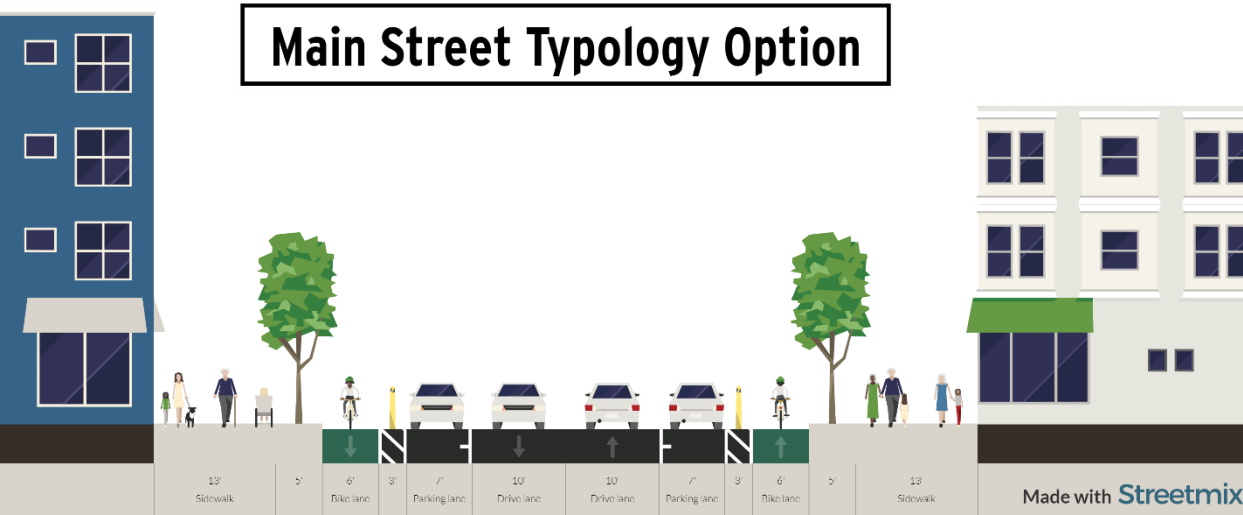 Main Street Typology Option
13' 5' 6' 3' 7' 10' 10' 7' 3' 6' 5' 13'
Sidewalk Bike lane Parking lane Drive lane Drive lane Parking lane Bike lane Sidewalk
Made with Streetmix